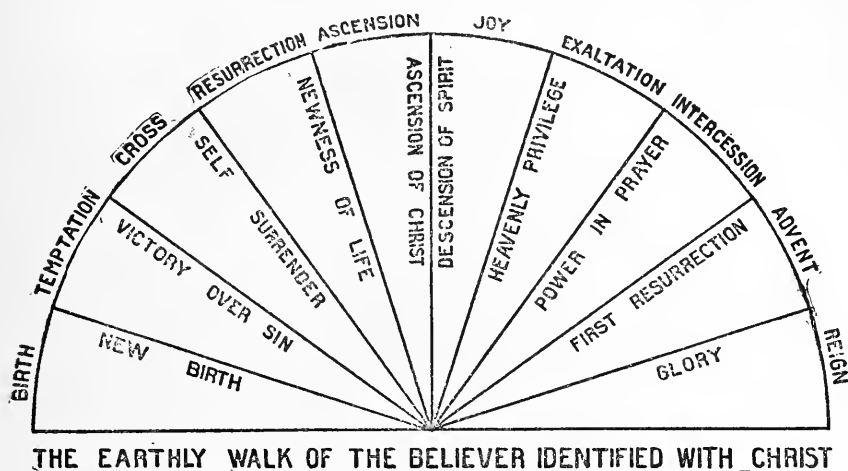 BIRTH
TEMPTATION
CROSS
RESURRECTION
ASCENSION
JOY
EXALTATION
INTERCESSION
ADVENT
REIGN
NEW BIRTH
VICTORY OVER SIN
SELF SURRENDER
NEWNESS OF LIFE
ASCENSION OF CHRIST
DESCENSION OF SPIRIT
HEAVENLY PRIVILEGE
POWER IN PRAYER
FIRST RESURRECTION
GLORY
THE EARTHLY WALK OF THE BELIEVER IDENTIFIED WITH CHRIST